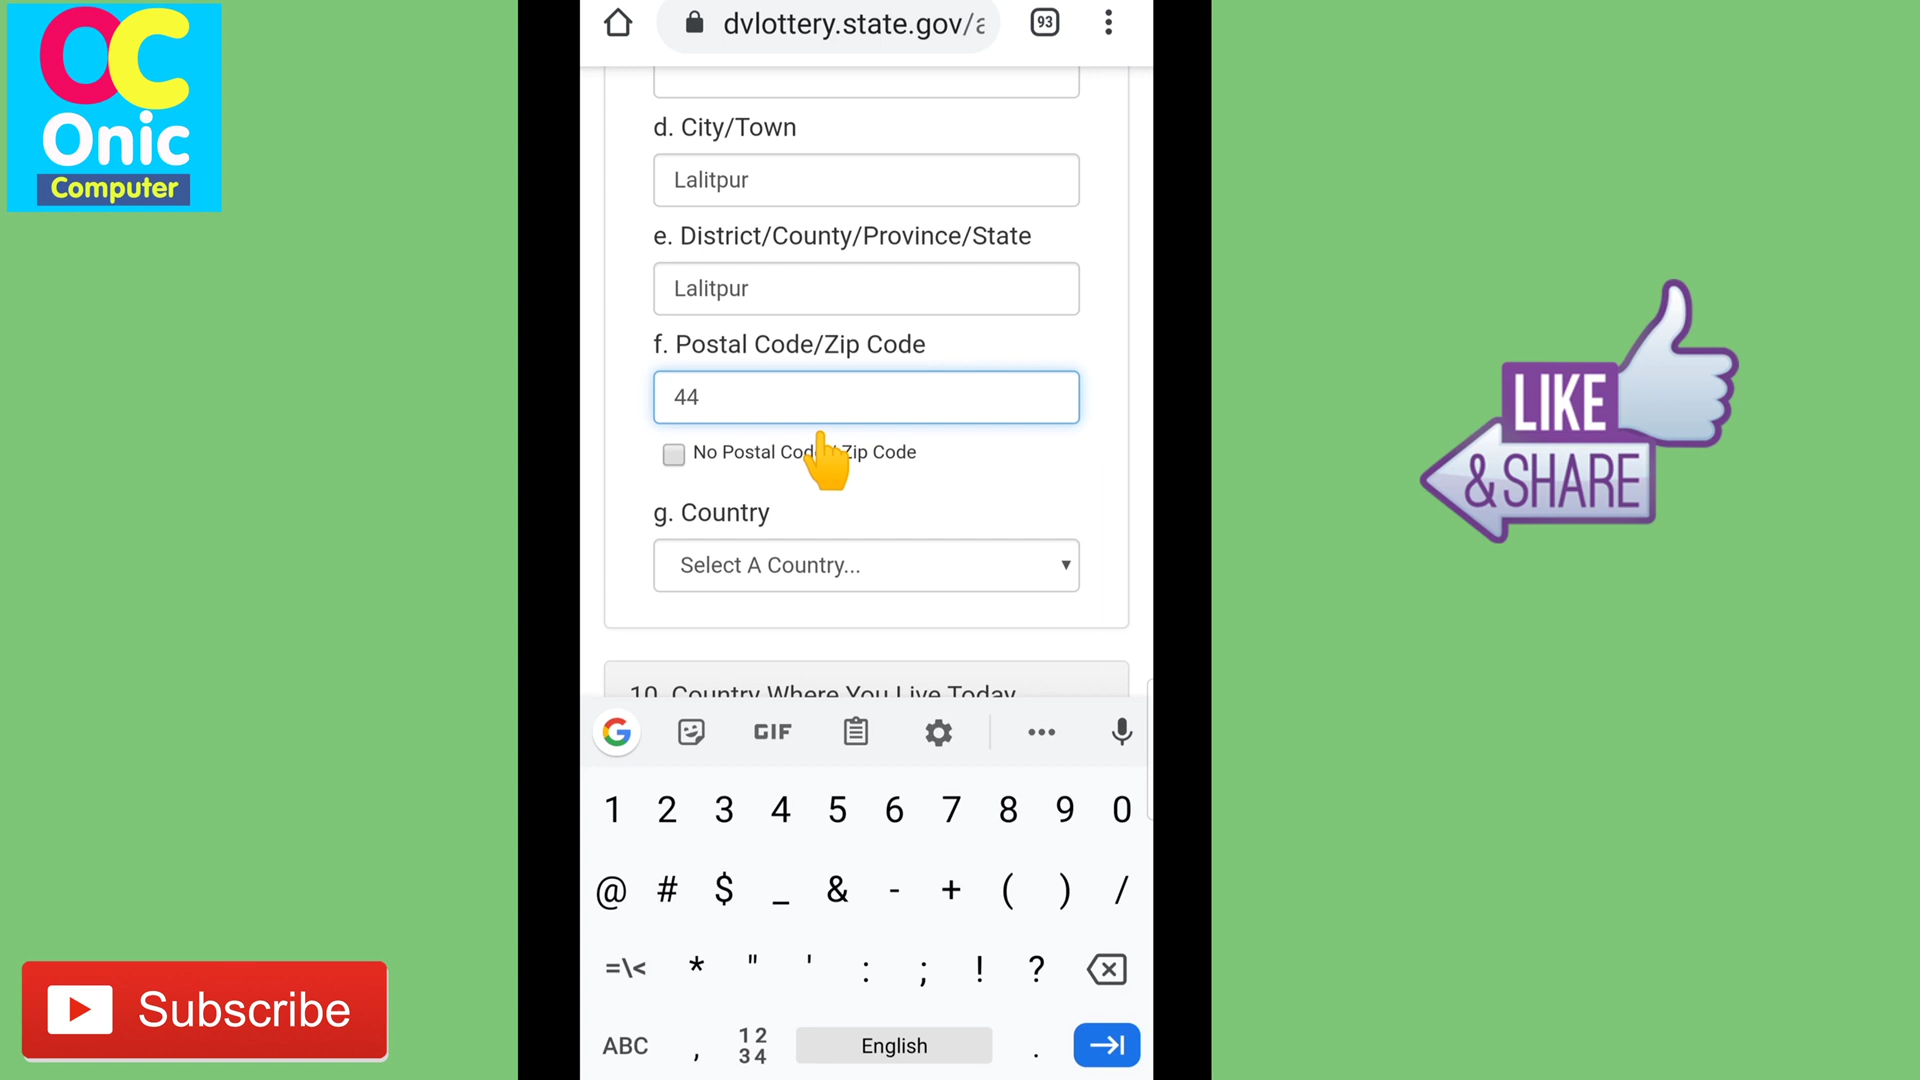 OC
Onic
Computer
dvlottery.state.gov/a
93
d. City/Town
Lalitpur
e. District/County/Province/State
Lalitpur
f. Postal Code/Zip Code
44
No Postal Code / Zip Code
g. Country
Select A Country...
10. Country Where You Live Today
G GIF
1 2 3 4 5 6 7 8 9 0
@ # $ _ & - + ( ) /
=\< * " ' : ; ! ?
ABC , 12 34 English .
LIKE
& SHARE
Subscribe